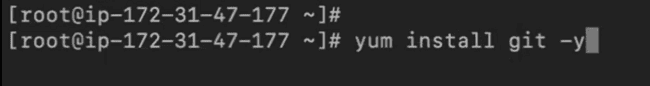 [root@ip-172-31-47-177 ~]#
[root@ip-172-31-47-177 ~]# yum install git -y